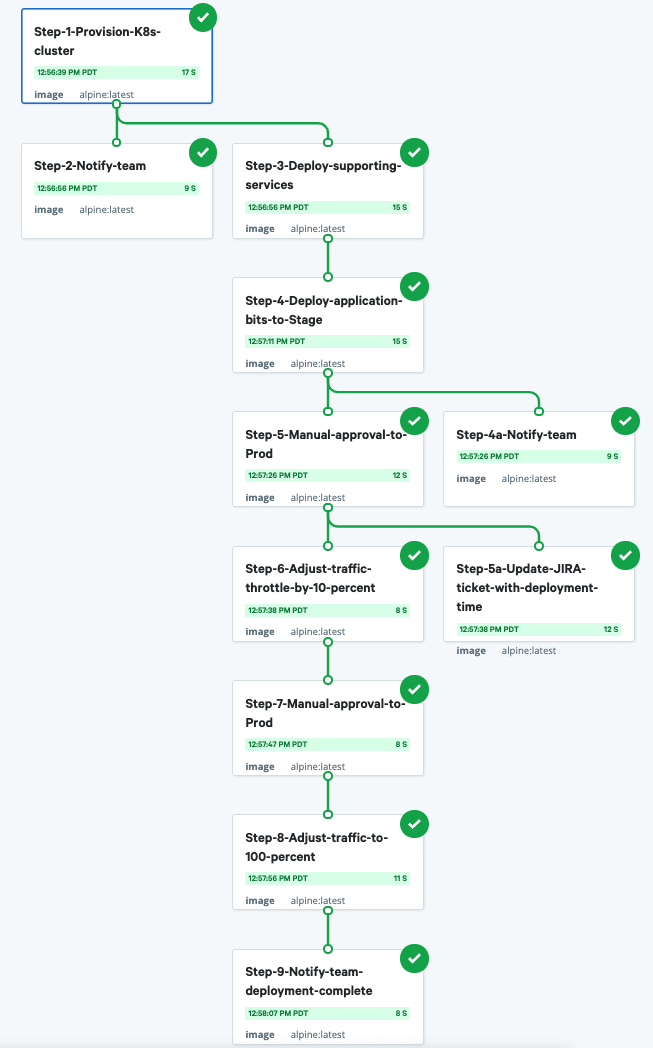 Step-1-Provision-K8s-
cluster
12:56:39 PM PDT 17 S
image alpine:latest
Step-2-Notify-team
12:56:56 PM PDT 9 S
image alpine:latest
Step-3-Deploy-supporting-
services
12:56:56 PM PDT 15 S
image alpine:latest
Step-4-Deploy-application-
bits-to-Stage
12:57:11 PM PDT 15 S
image alpine:latest
Step-5-Manual-approval-to-
Prod
12:57:26 PM PDT 12 S
image alpine:latest
Step-4a-Notify-team
12:57:26 PM PDT 9 S
image alpine:latest
Step-6-Adjust-traffic-
throttle-by-10-percent
12:57:38 PM PDT 8 S
image alpine:latest
Step-5a-Update-JIRA-
ticket-with-deployment-
time
12:57:38 PM PDT 12 S
image alpine:latest
Step-7-Manual-approval-to-
Prod
12:57:47 PM PDT 8 S
image alpine:latest
Step-8-Adjust-traffic-to-
100-percent
12:57:56 PM PDT 11 S
image alpine:latest
Step-9-Notify-team-
deployment-complete
12:58:07 PM PDT 8 S
image alpine:latest